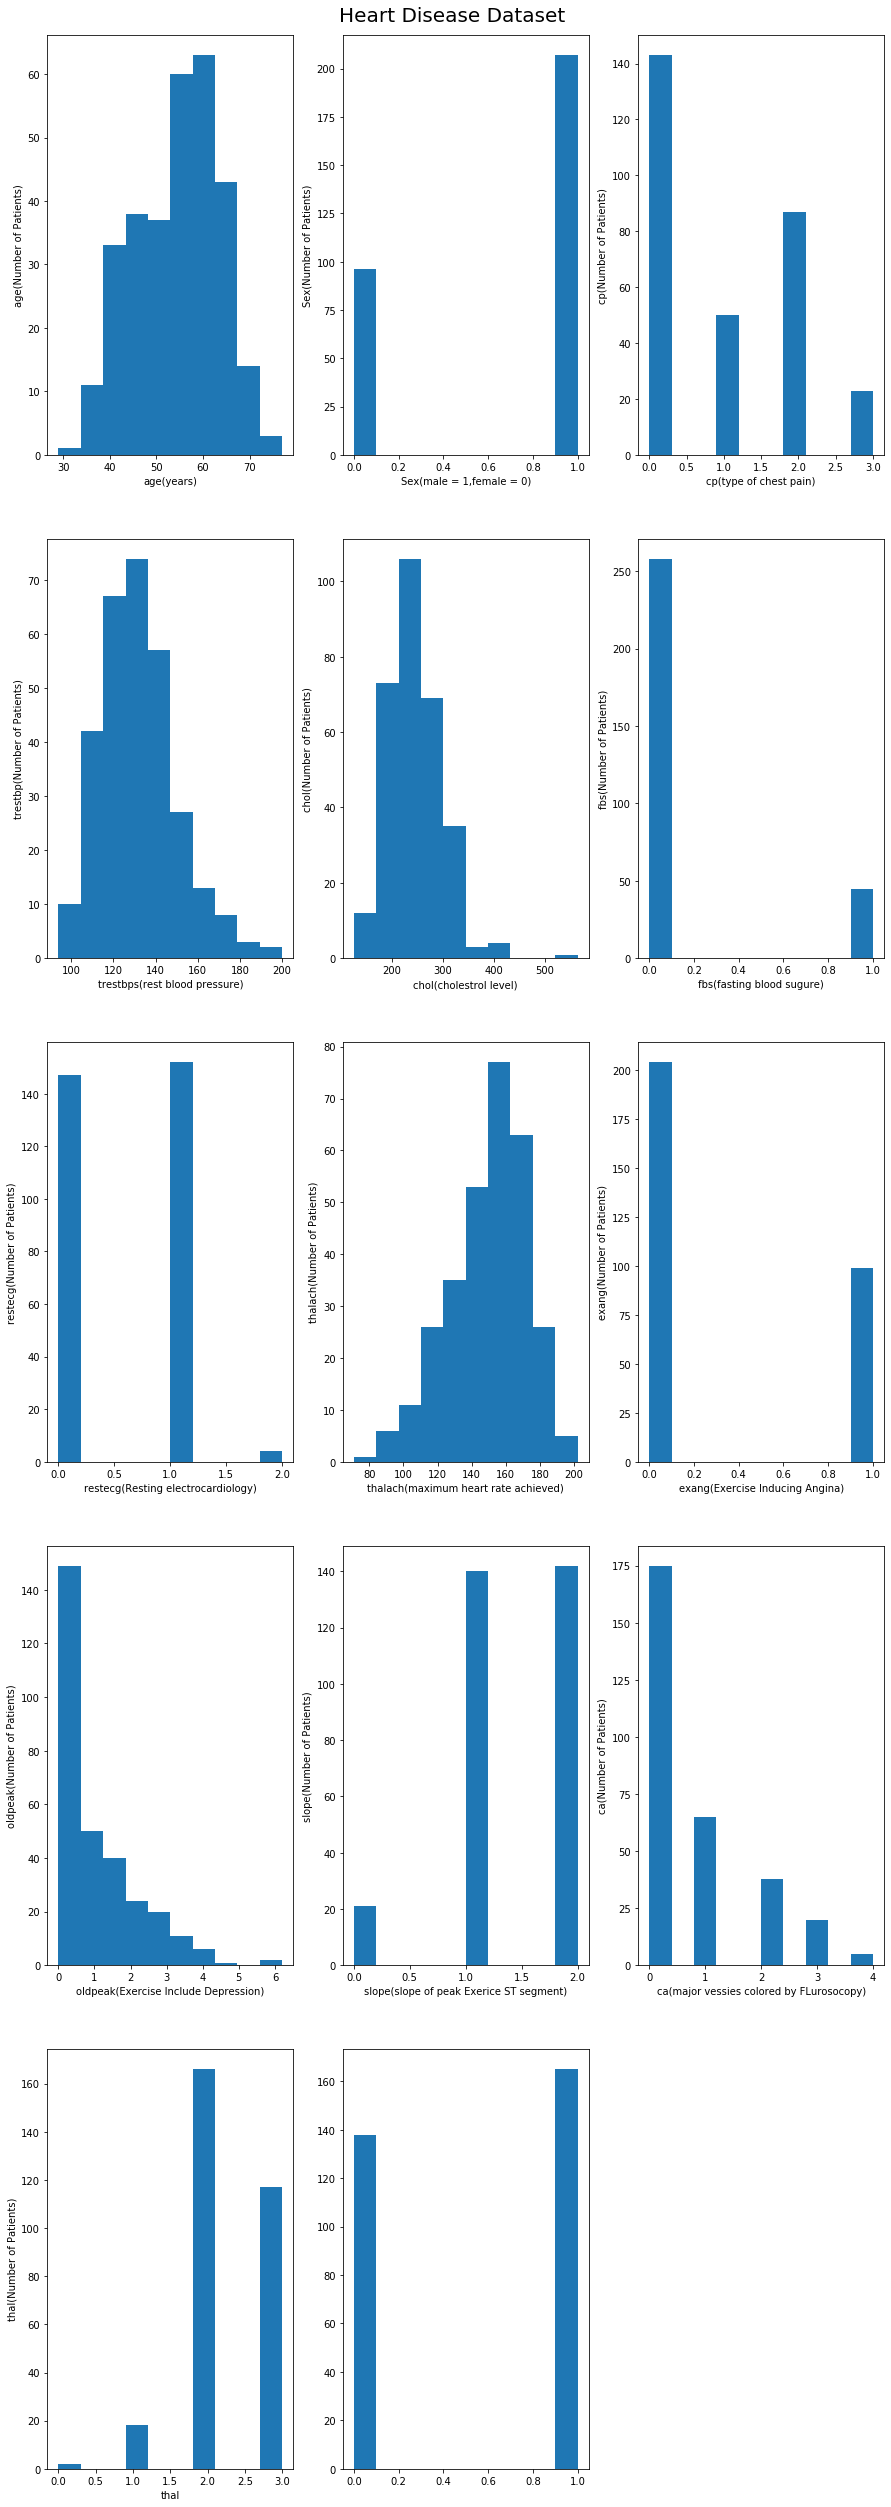 Heart Disease Dataset
age(Number of Patients)
60
50
40
30
20
10
0
30 40 50 60 70
age(years)
Sex(Number of Patients)
200
175
150
125
100
75
50
25
0
0.0 0.2 0.4 0.6 0.8 1.0
Sex(male = 1,female = 0)
cp(Number of Patients)
140
120
100
80
60
40
20
0
0.0 0.5 1.0 1.5 2.0 2.5 3.0
cp(type of chest pain)
trestbp(Number of Patients)
70
60
50
40
30
20
10
0
100 120 140 160 180 200
trestbps(rest blood pressure)
chol(Number of Patients)
100
80
60
40
20
0
200 300 400 500
chol(cholestrol level)
fbs(Number of Patients)
250
200
150
100
50
0
0.0 0.2 0.4 0.6 0.8 1.0
fbs(fasting blood sugure)
restecg(Number of Patients)
140
120
100
80
60
40
20
0
0.0 0.5 1.0 1.5 2.0
restecg(Resting electrocardiology)
thalach(Number of Patients)
80
70
60
50
40
30
20
10
0
80 100 120 140 160 180 200
thalach(maximum heart rate achieved)
exang(Number of Patients)
200
175
150
125
100
75
50
25
0
0.0 0.2 0.4 0.6 0.8 1.0
exang(Exercise Inducing Angina)
oldpeak(Number of Patients)
140
120
100
80
60
40
20
0
0 1 2 3 4 5 6
oldpeak(Exercise Include Depression)
slope(Number of Patients)
140
120
100
80
60
40
20
0
0.0 0.5 1.0 1.5 2.0
slope(slope of peak Exerice ST segment)
ca(Number of Patients)
175
150
125
100
75
50
25
0
0 1 2 3 4
ca(major vessies colored by FLurosocopy)
thal(Number of Patients)
160
140
120
100
80
60
40
20
0
0.0 0.5 1.0 1.5 2.0 2.5 3.0
thal
160
140
120
100
80
60
40
20
0
0.0 0.2 0.4 0.6 0.8 1.0